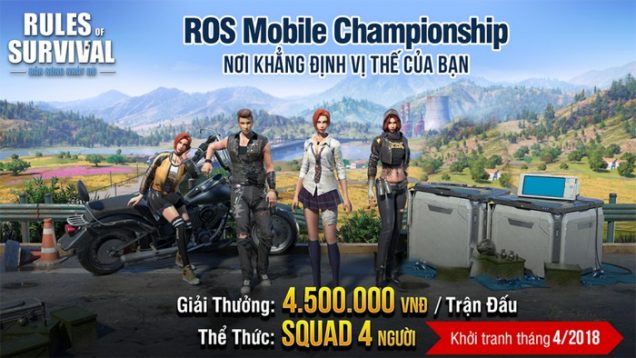 RULES OF
SURVIVAL
ROS Mobile Championship
NƠI KHẲNG ĐỊNH VỊ THẾ CỦA BẠN
Giải Thưởng: 4.500.000 VNĐ / Trận Đấu
Thể Thức: SQUAD 4 NGƯỜI
Khởi tranh tháng 4/2018